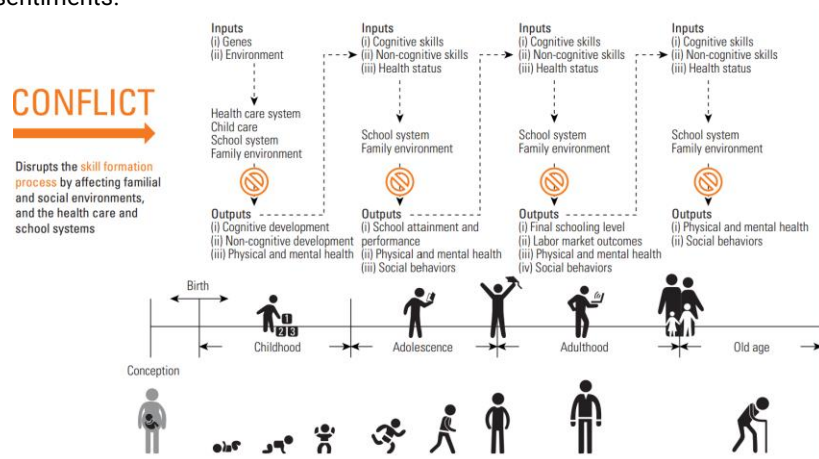 sentiments.
CONFLICT
Disrupts the skill formation
process by affecting familial
and social environments,
and the health care and
school systems
Inputs
(i) Genes
(ii) Environment
Health care system
Child care
School system
Family environment
Outputs
(i) Cognitive development
(ii) Non-cognitive development
(iii) Physical and mental health
Inputs
(i) Cognitive skills
(ii) Non-cognitive skills
(iii) Health status
School system
Family environment
Outputs
(i) School attainment and
performance
(ii) Physical and mental health
(iii) Social behaviors
Inputs
(i) Cognitive skills
(ii) Non-cognitive skills
(iii) Health status
School system
Family environment
Outputs
(i) Final schooling level
(ii) Labor market outcomes
(iii) Physical and mental health
(iv) Social behaviors
Inputs
(i) Cognitive skills
(ii) Non-cognitive skills
(iii) Health status
School system
Family environment
Outputs
(i) Physical and mental health
(ii) Social behaviors
Birth
1
2 3
Childhood
Adolescence
Adulthood
Old age
Conception